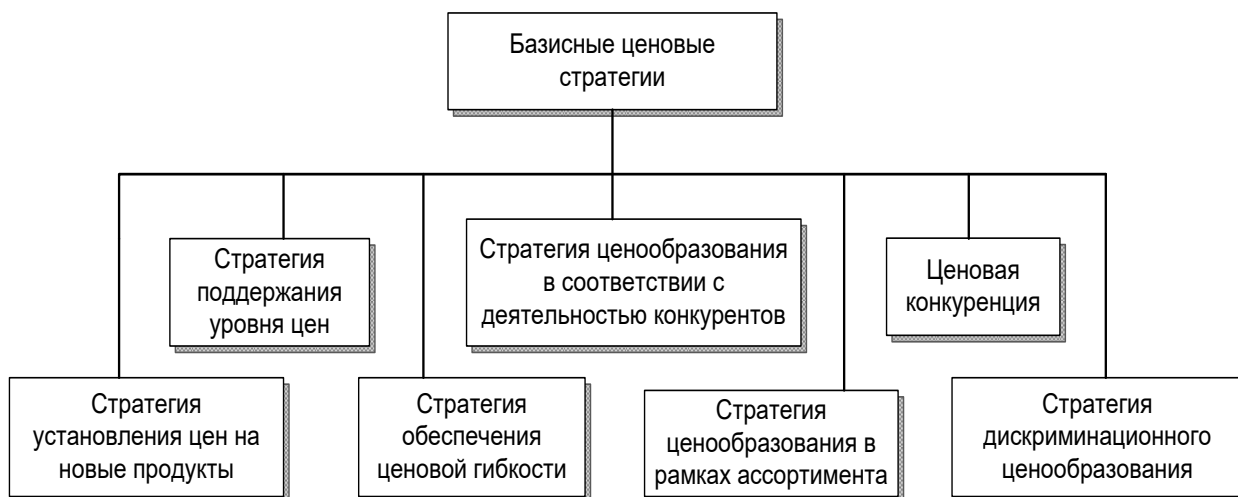 Базисные ценовые
стратегии
Стратегия
поддержания
уровня цен
Стратегия ценообразования
в соответствии с
деятельностью конкурентов
Ценовая
конкуренция
Стратегия
установления цен на
новые продукты
Стратегия
обеспечения
ценовой гибкости
Стратегия
ценообразования в
рамках ассортимента
Стратегия
дискриминационного
ценообразования